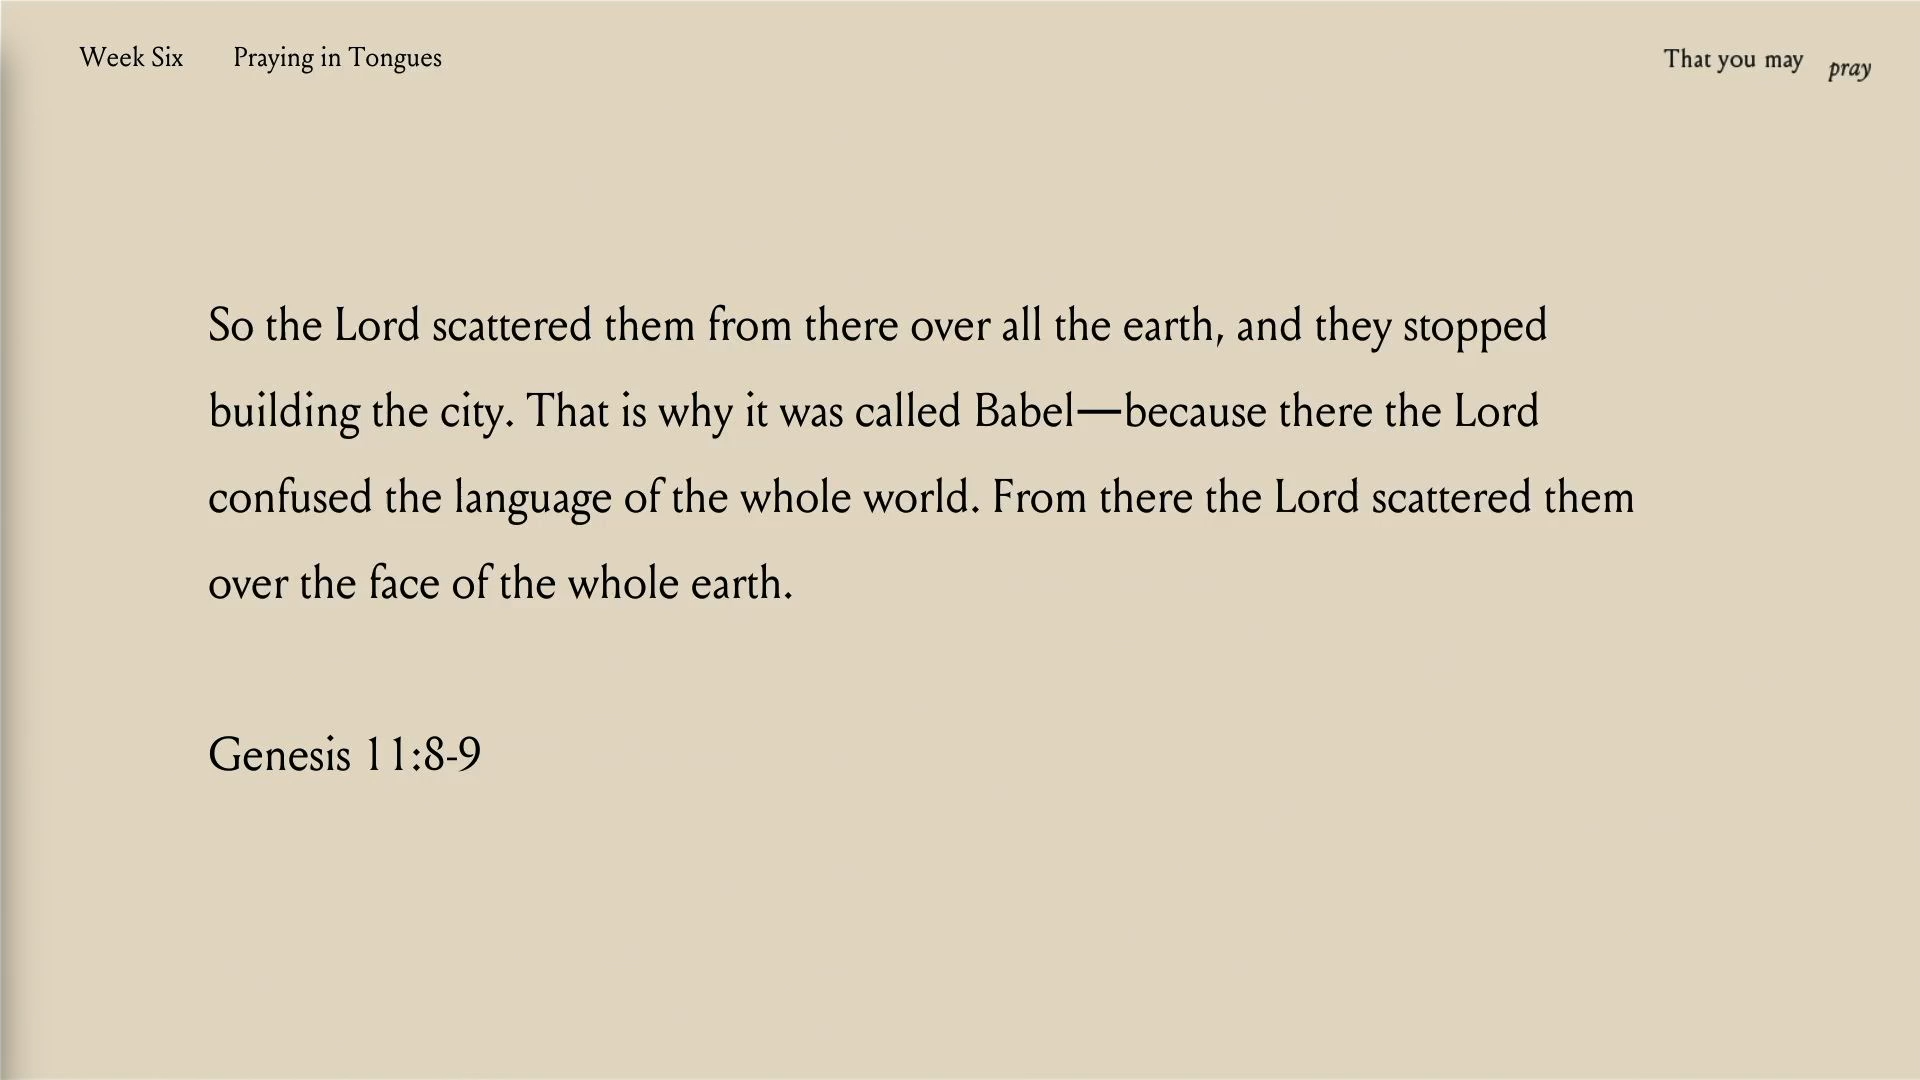 Week Six Praying in Tongues
That you may pray
So the Lord scattered them from there over all the earth, and they stopped
building the city. That is why it was called Babel—because there the Lord
confused the language of the whole world. From there the Lord scattered them
over the face of the whole earth.
Genesis 11:8-9